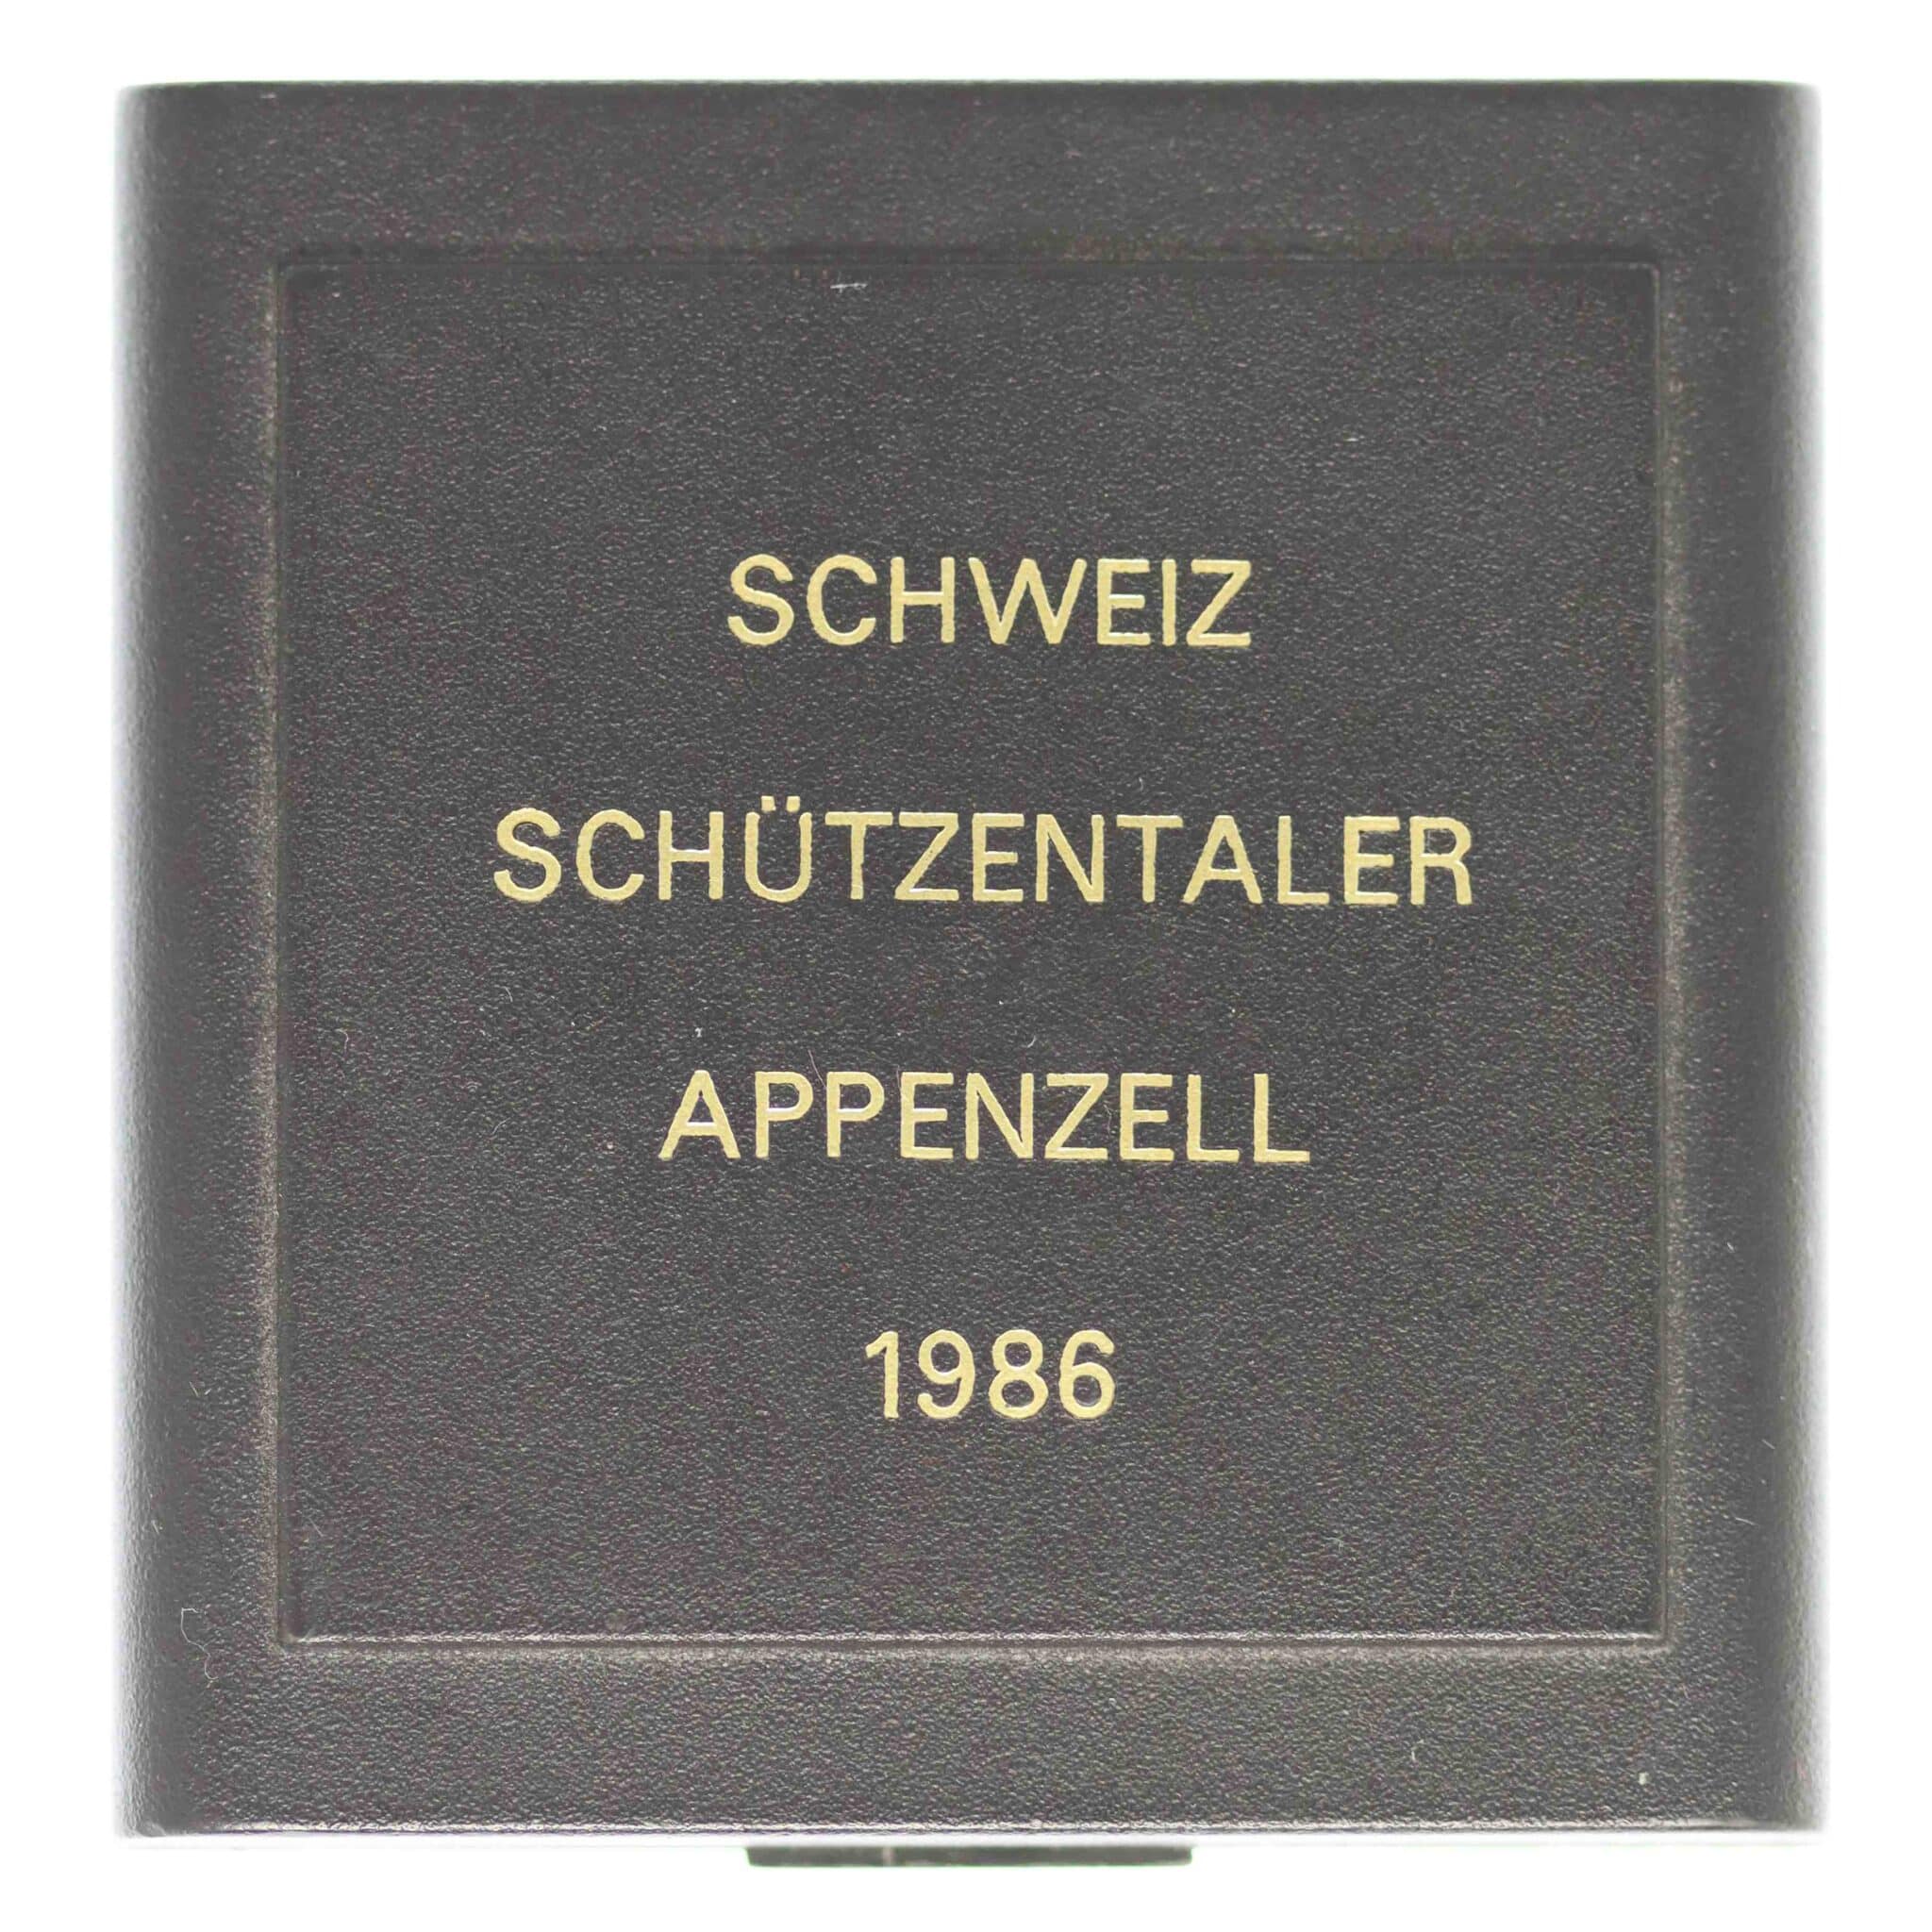 SCHWEIZ
SCHÜTZENTALER
APPENZELL
1986